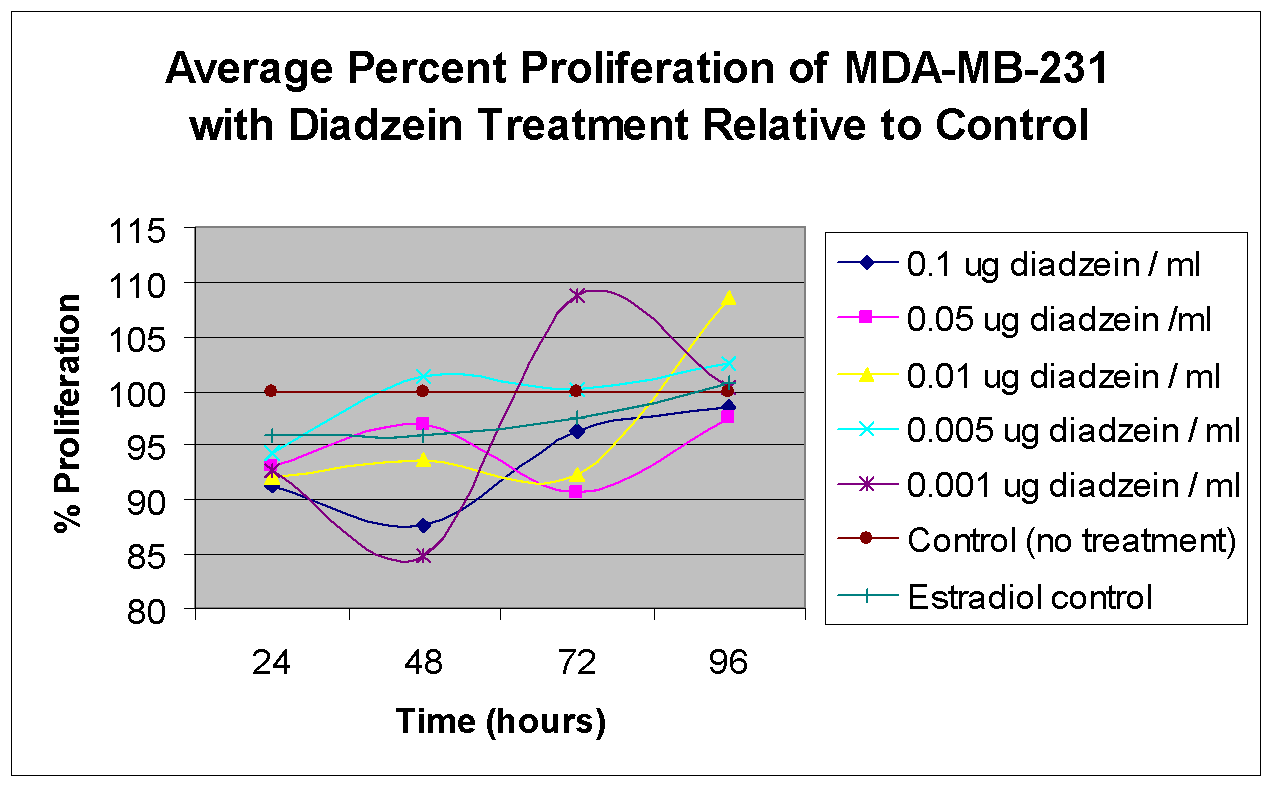 Average Percent Proliferation of MDA-MB-231
with Diadzein Treatment Relative to Control
% Proliferation
115
110
105
100
95
90
85
80
24 48 72 96
Time (hours)
0.1 ug diadzein / ml
0.05 ug diadzein /ml
0.01 ug diadzein / ml
0.005 ug diadzein / ml
0.001 ug diadzein / ml
Control (no treatment)
Estradiol control